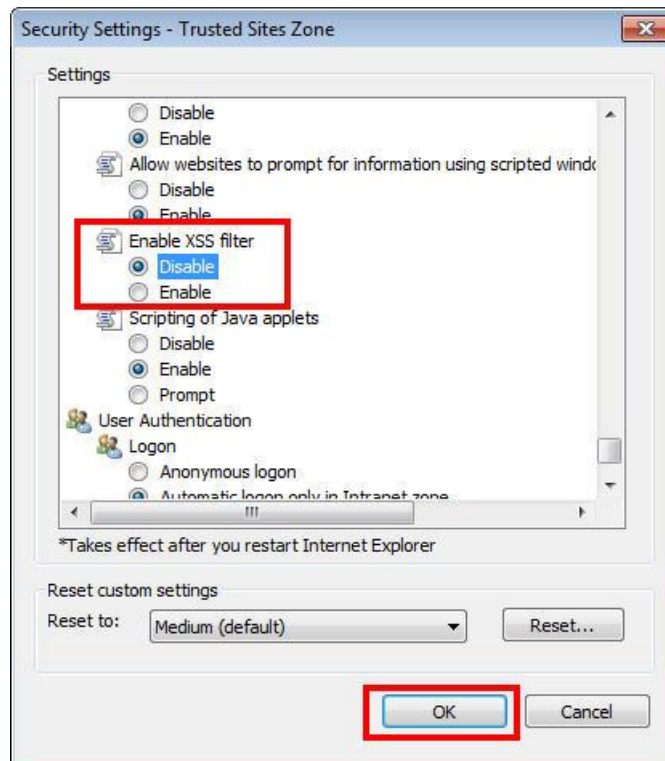 Security Settings - Trusted Sites Zone
Settings
Disable
Enable
Allow websites to prompt for information using scripted windo
Disable
Enable
Enable XSS filter
Disable
Enable
Scripting of Java applets
Disable
Enable
Prompt
User Authentication
Logon
Anonymous logon
Automatic logon only in Intranet zone
*Takes effect after you restart Internet Explorer
Reset custom settings
Reset to: Medium (default) Reset...
OK Cancel